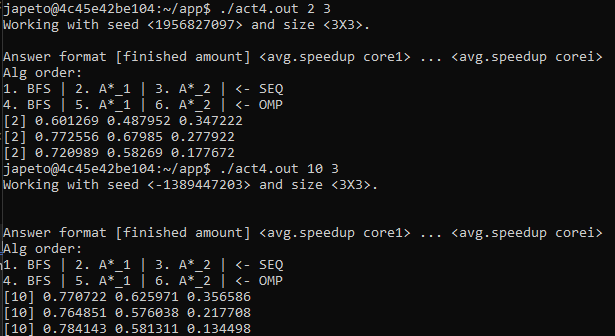 japeto@4c45e42be104:~/app$ ./act4.out 2 3
Working with seed <1956827097> and size <3X3>.
Answer format [finished amount] <avg.speedup core1> ... <avg.speedup corei>
Alg order:
1. BFS | 2. A*_1 | 3. A*_2 | <- SEQ
4. BFS | 5. A*_1 | 6. A*_2 | <- OMP
[2] 0.601269 0.487952 0.347222
[2] 0.772556 0.67985 0.277922
[2] 0.720989 0.58269 0.177672
japeto@4c45e42be104:~/app$ ./act4.out 10 3
Working with seed <-1389447203> and size <3X3>.
Answer format [finished amount] <avg.speedup core1> ... <avg.speedup corei>
Alg order:
1. BFS | 2. A*_1 | 3. A*_2 | <- SEQ
4. BFS | 5. A*_1 | 6. A*_2 | <- OMP
[10] 0.770722 0.625971 0.356586
[10] 0.764851 0.576038 0.217708
[10] 0.784143 0.581311 0.134498